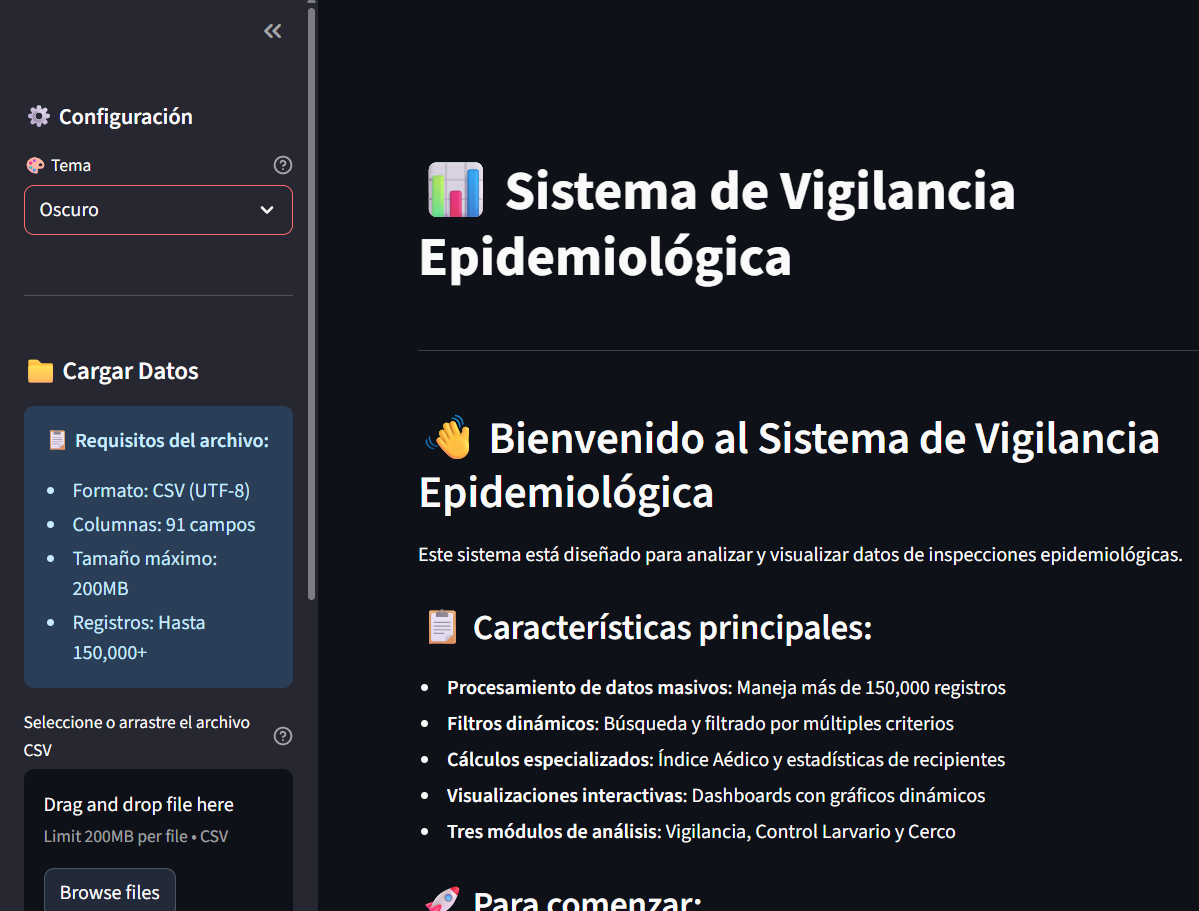 Configuración
Tema
Oscuro
Cargar Datos
Requisitos del archivo:
Formato: CSV (UTF-8)
Columnas: 91 campos
Tamaño máximo:
200MB
Registros: Hasta
150,000+
Seleccione o arrastre el archivo
CSV
Drag and drop file here
Limit 200MB per file • CSV
Browse files
Sistema de Vigilancia
Epidemiológica
Bienvenido al Sistema de Vigilancia
Epidemiológica
Este sistema está diseñado para analizar y visualizar datos de inspecciones epidemiológicas.
Características principales:
Procesamiento de datos masivos: Maneja más de 150,000 registros
Filtros dinámicos: Búsqueda y filtrado por múltiples criterios
Cálculos especializados: Índice Aédico y estadísticas de recipientes
Visualizaciones interactivas: Dashboards con gráficos dinámicos
Tres módulos de análisis: Vigilancia, Control Larvario y Cerco
Para comenzar: